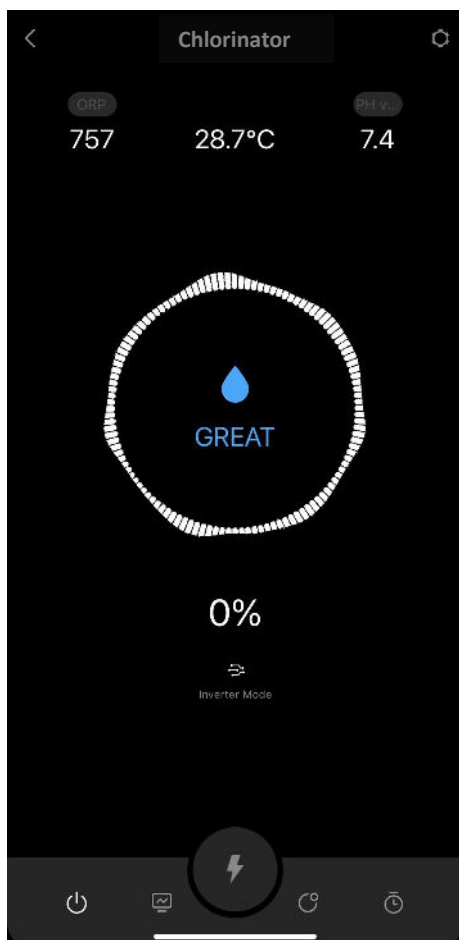 Chlorinator
ORP PH v...
757 28.7°C 7.4
GREAT
0%
Inverter Mode